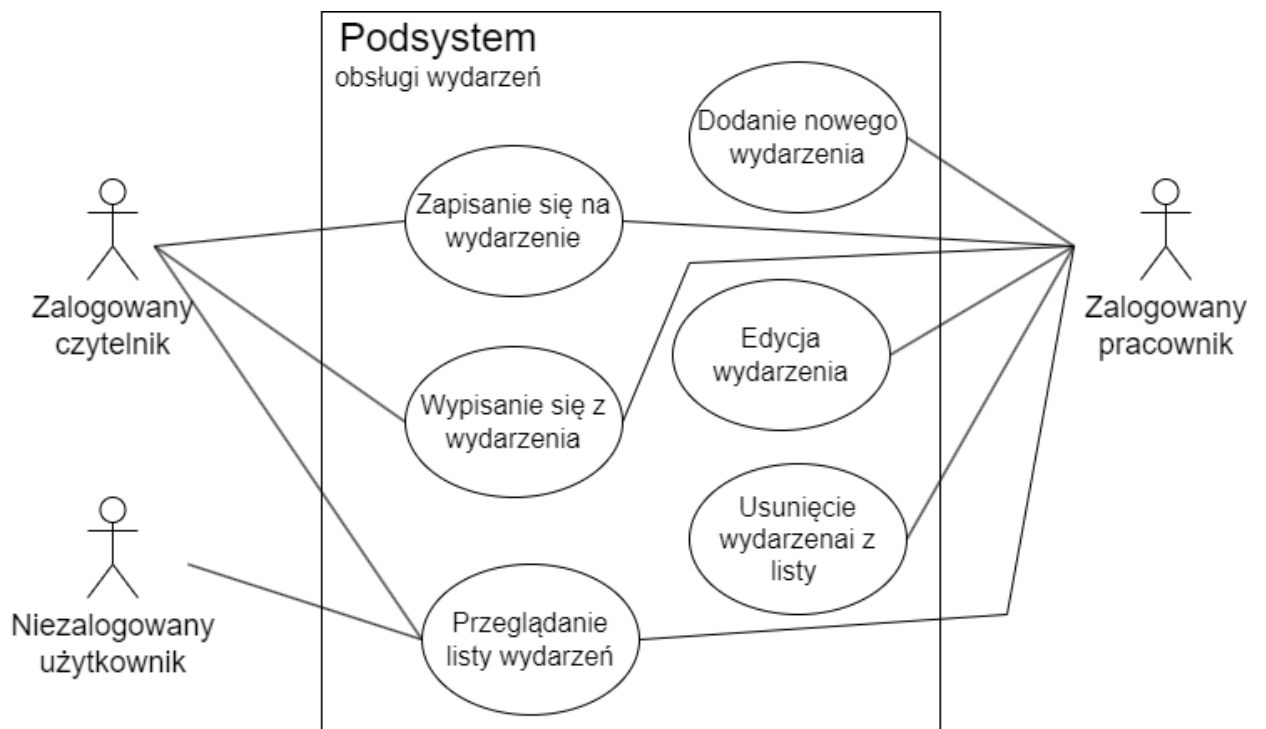 Podsystem
obsługi wydarzeń
Dodanie nowego
wydarzenia
Zapisanie się na
wydarzenie
Zalogowany
czytelnik
Zalogowany
pracownik
Edycja
wydarzenia
Wypisanie się z
wydarzenia
Usunięcie
wydarzenai z
listy
Niezalogowany
użytkownik
Przeglądanie
listy wydarzeń